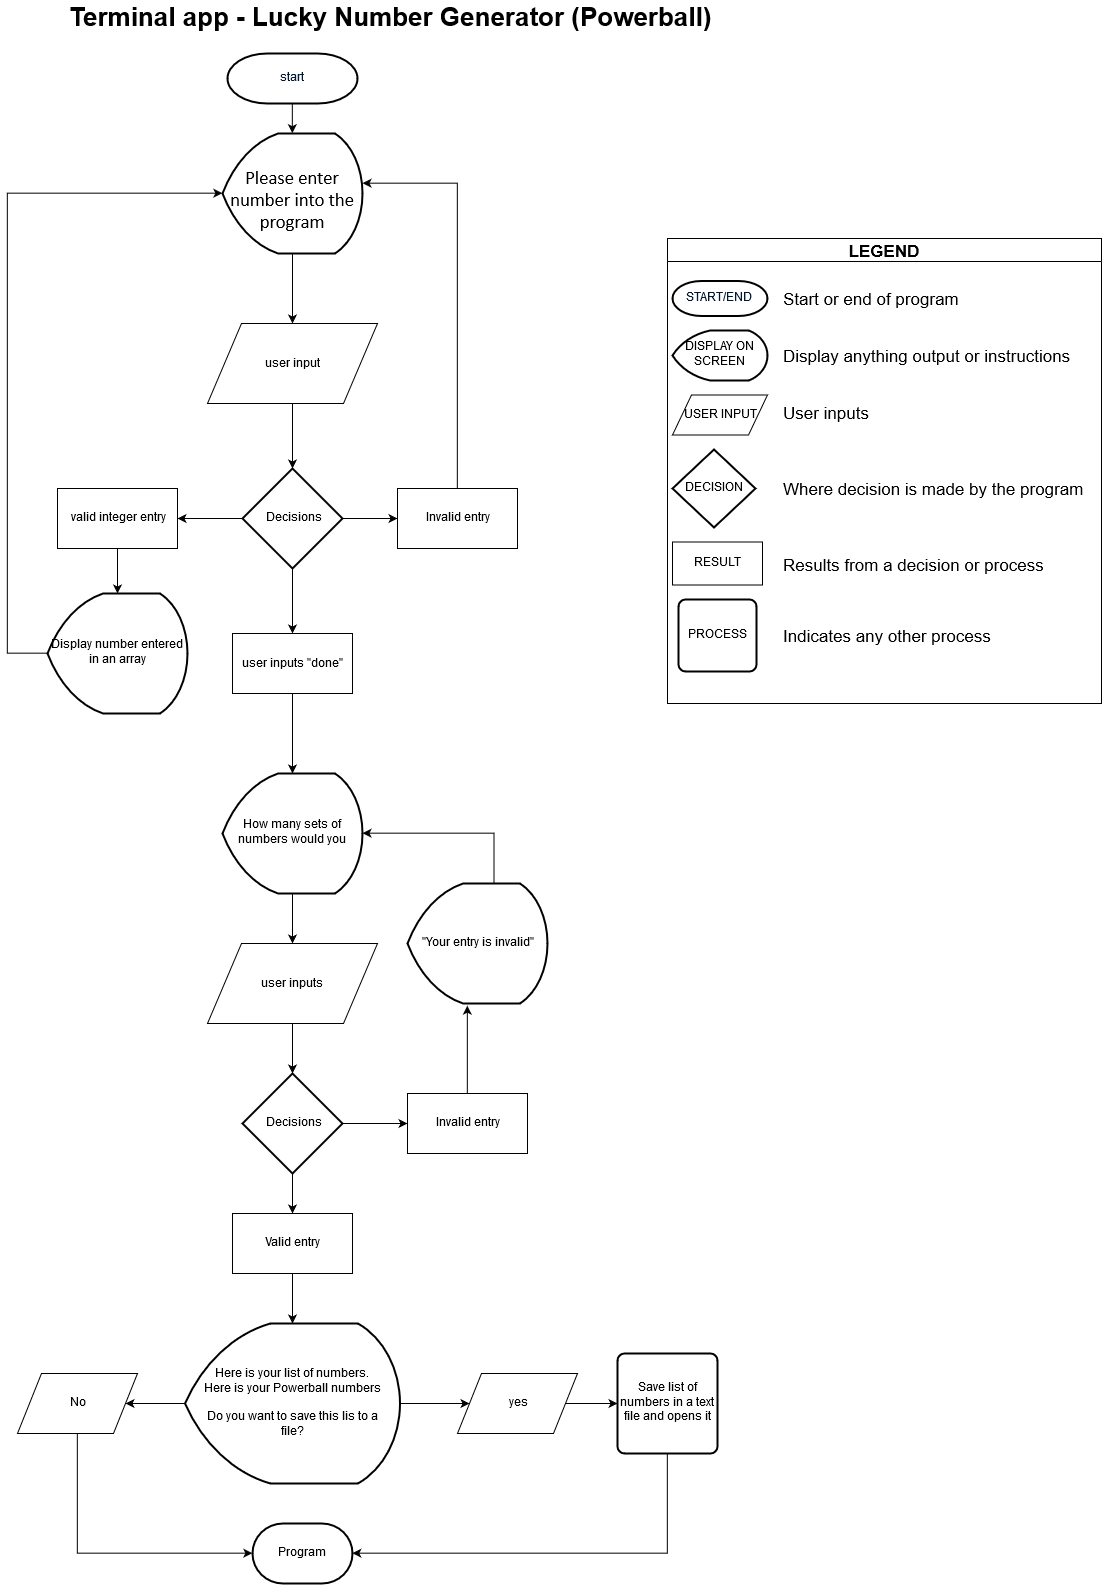 Terminal app - Lucky Number Generator (Powerball)
start
Please enter
number into the
program
user input
valid integer entry
Decisions
Invalid entry
Display number entered
in an array
user inputs "done"
How many sets of
numbers would you
"Your entry is invalid"
user inputs
Decisions
Invalid entry
Valid entry
Here is your list of numbers.
Here is your Powerball numbers
Do you want to save this lis to a
file?
No
yes
Save list of
numbers in a text
file and opens it
Program
LEGEND
START/END
Start or end of program
DISPLAY ON
SCREEN
Display anything output or instructions
USER INPUT
User inputs
DECISION
Where decision is made by the program
RESULT
Results from a decision or process
PROCESS
Indicates any other process